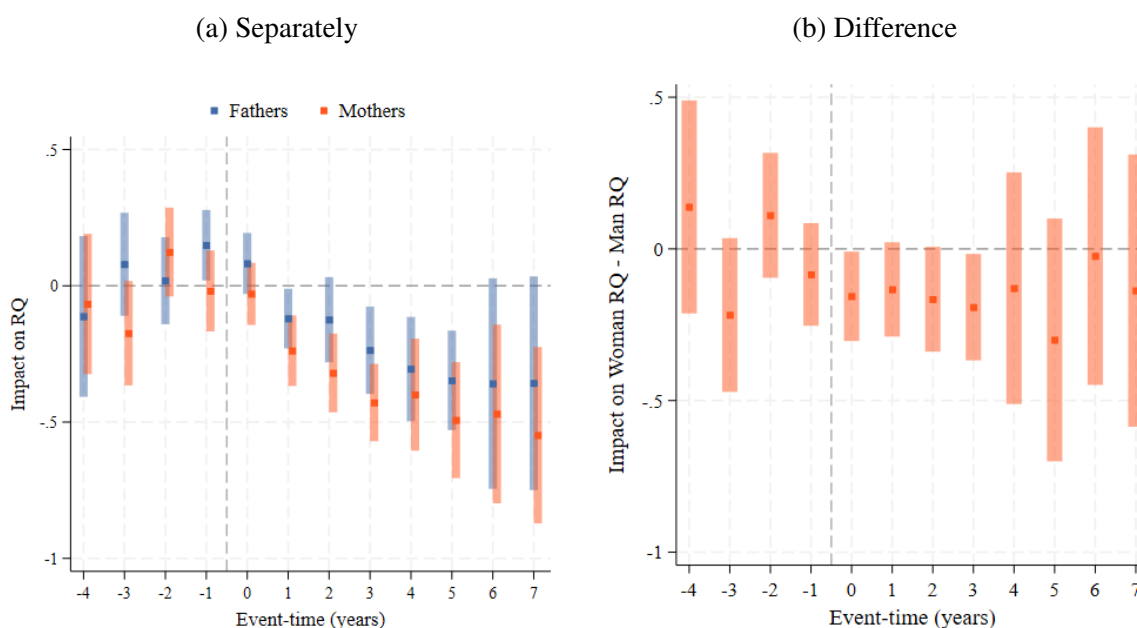 (a) Separately
Fathers Mothers
Impact on RQ
.5
0
-.5
-1
-4 -3 -2 -1 0 1 2 3 4 5 6 7
Event-time (years)
(b) Difference
Impact on Woman RQ - Man RQ
.5
0
-.5
-1
-4 -3 -2 -1 0 1 2 3 4 5 6 7
Event-time (years)